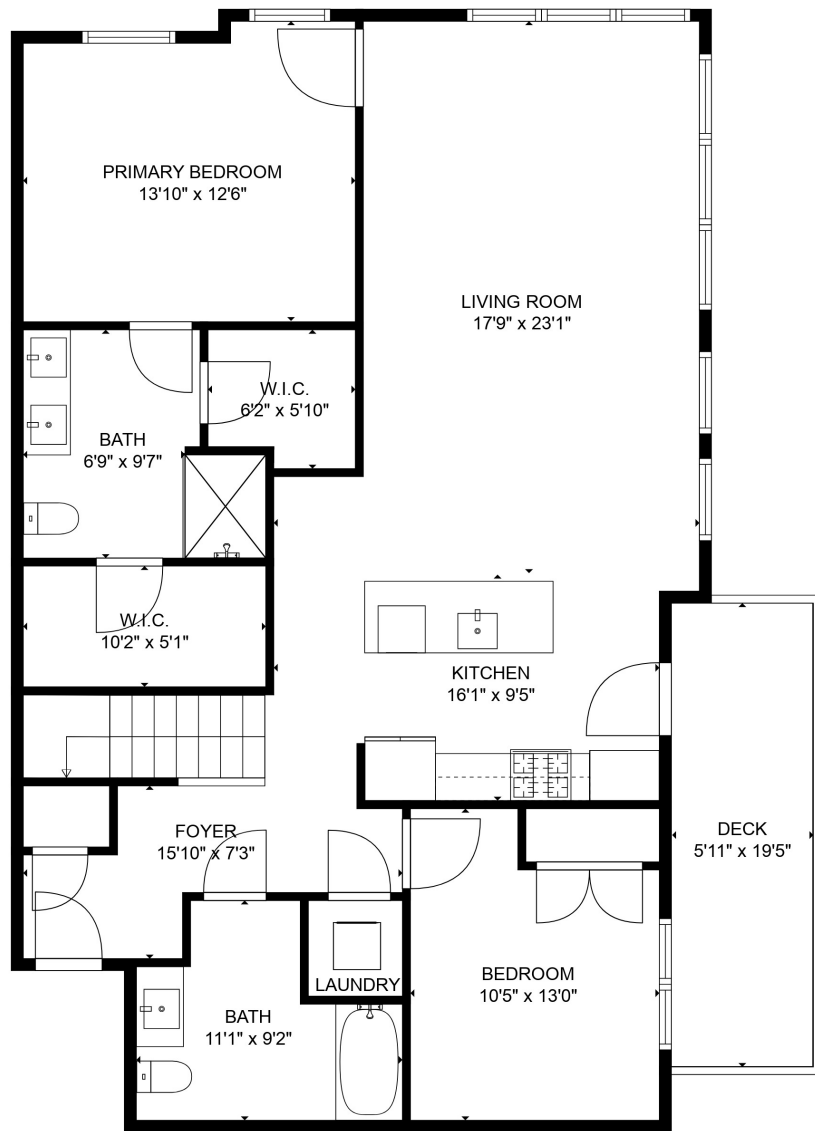 PRIMARY BEDROOM
13'10" x 12'6"
LIVING ROOM
17'9" x 23'1"
W.I.C.
6'2" x 5'10"
BATH
6'9" x 9'7"
W.I.C.
10'2" x 5'1"
KITCHEN
16'1" x 9'5"
FOYER
15'10" x 7'3"
DECK
5'11" x 19'5"
BEDROOM
10'5" x 13'0"
LAUNDRY
BATH
11'1" x 9'2"